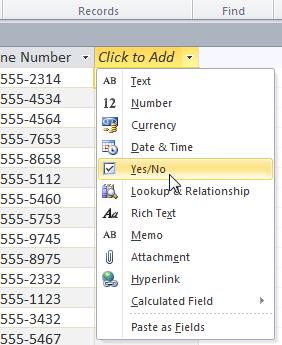 Records Find
ne Number Click to Add
555-2314
555-4534
555-4564
555-7653
555-8658
555-5112
555-5460
555-5753
555-9745
555-8975
555-2332
555-1123
555-3432
555-5467
AB Text
12 Number
Currency
Date & Time
Yes/No
Lookup & Relationship
Aa Rich Text
AB Memo
Attachment
Hyperlink
Calculated Field
Paste as Fields